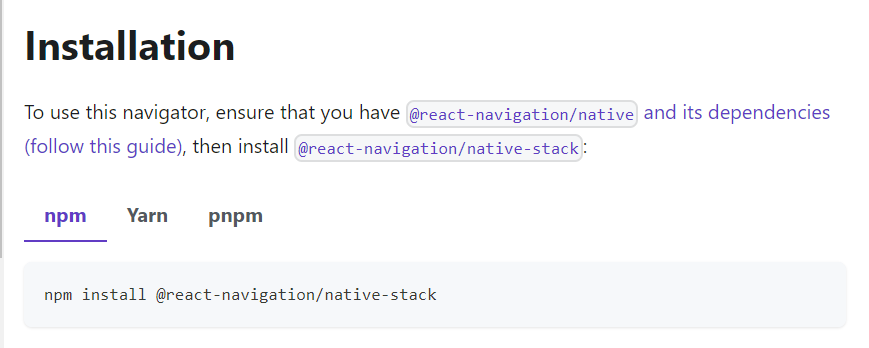 Installation
To use this navigator, ensure that you have @react-navigation/native and its dependencies
(follow this guide), then install @react-navigation/native-stack:
npm Yarn pnpm
npm install @react-navigation/native-stack